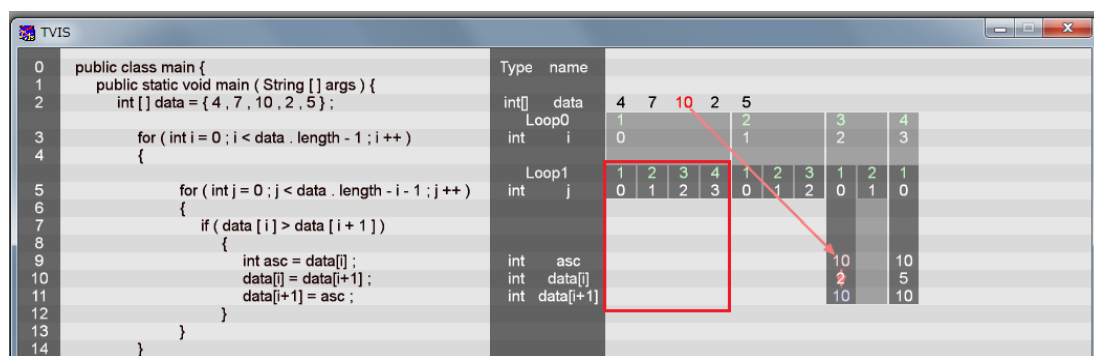 TVIS
0 public class main { Type name
1 public static void main ( String [ ] args ) {
2 int [ ] data = { 4 , 7 , 10 , 2 , 5 } ; int[] data 4 7 10 2 5
Loop0 1 2 3 4
3 for ( int i = 0 ; i < data . length - 1 ; i ++ ) int i 0 1 2 3
4 {
Loop1 1 2 3 4 1 2 3 1 2 1
5 for ( int j = 0 ; j < data . length - i - 1 ; j ++ ) int j 0 1 2 3 0 1 2 0 1 0
6 {
7 if ( data [ i ] > data [ i + 1 ] )
8 {
9 int asc = data[i] ; int asc 10 10
10 data[i] = data[i+1] ; int data[i] 2 5
11 data[i+1] = asc ; int data[i+1] 10 10
12 }
13 }
14 }